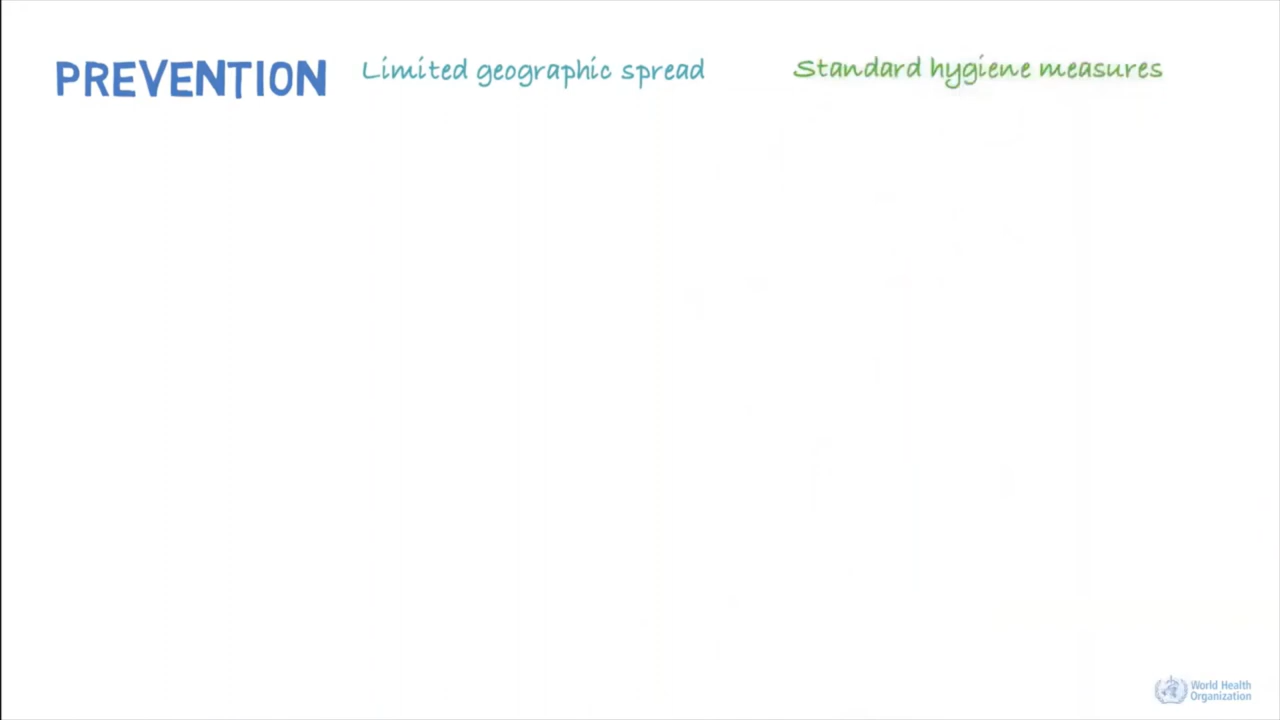 PREVENTION
Limited geographic spread
Standard hygiene measures
World Health
Organization